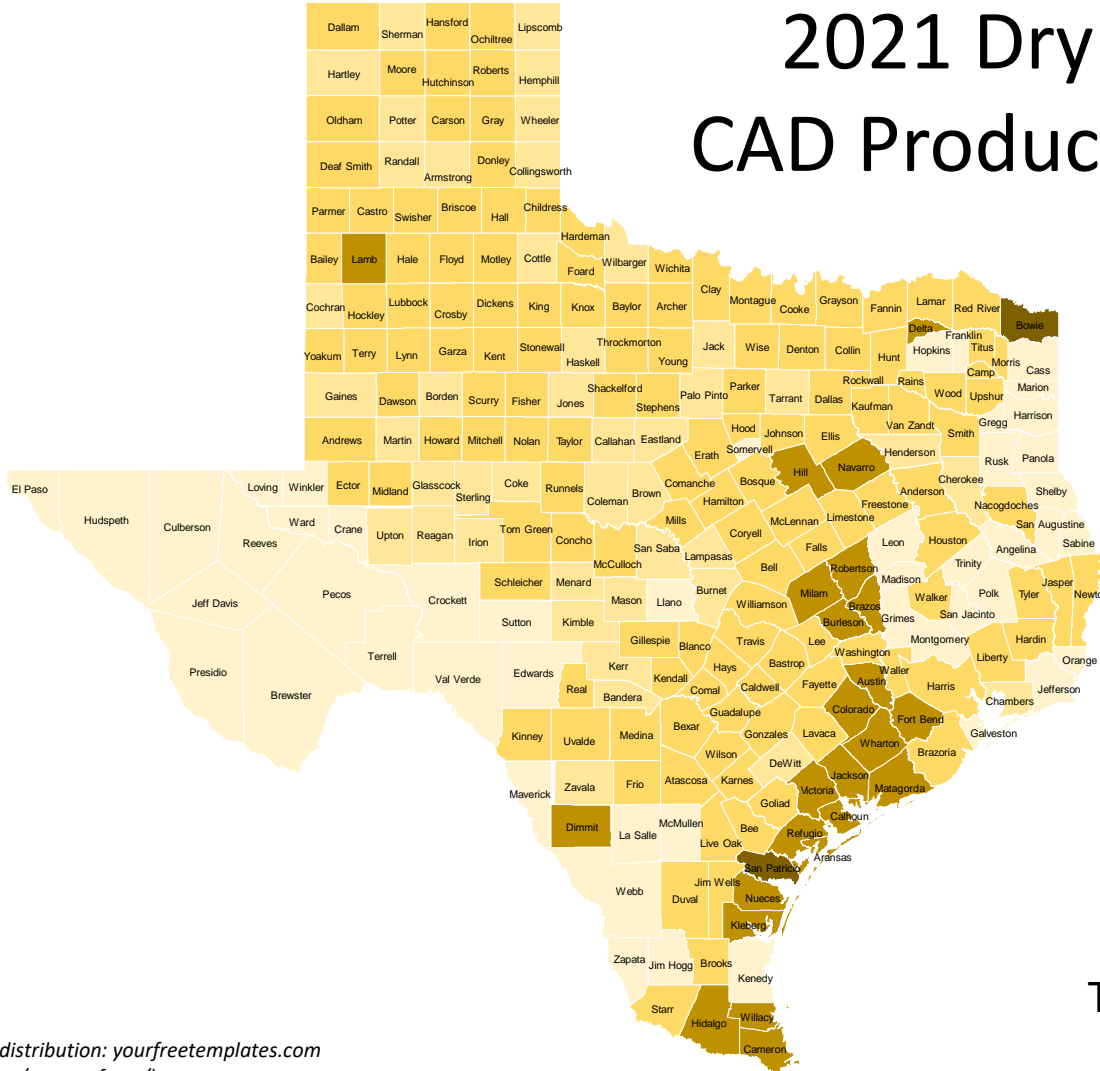 2021 Dry
CAD Produc
Dallam Sherman Hansford Ochiltree Lipscomb
Hartley Moore Hutchinson Roberts Hemphill
Oldham Potter Carson Gray Wheeler
Deaf Smith Randall Armstrong Donley Collingsworth
Parmer Castro Swisher Briscoe Hall Childress
Hardeman
Bailey Lamb Hale Floyd Motley Cottle Foard Wilbarger Wichita
Clay Montague Cooke Grayson Fannin Lamar Red River Bowie
Cochran Hockley Lubbock Crosby Dickens King Knox Baylor Archer
Delta Franklin Titus Hopkins Morris Cass
Yoakum Terry Lynn Garza Kent Stonewall Haskell Throckmorton Young Jack Wise Denton Collin Hunt
Rockwall Rains Camp Wood Upshur Marion
Gaines Dawson Borden Scurry Fisher Jones Shackelford Stephens Palo Pinto Parker Tarrant Dallas Kaufman Van Zandt Gregg Harrison
Andrews Martin Howard Mitchell Nolan Taylor Callahan Eastland Erath Hood Somervell Johnson Ellis Henderson Smith Rusk Panola
El Paso Hudspeth Culberson Reeves Loving Winkler Ector Midland Glasscock Sterling Coke Runnels Coleman Brown Comanche Hamilton Bosque Hill Navarro Freestone Anderson Cherokee Nacogdoches Shelby
Ward Crane Upton Reagan Irion Tom Green Concho McCulloch San Saba Mills Lampasas Coryell McLennan Limestone Falls Leon Houston Trinity Angelina San Augustine Sabine
Jeff Davis Pecos Crockett Schleicher Menard Mason Llano Burnet Bell Williamson Milam Robertson Brazos Burleson Madison Grimes Walker San Jacinto Polk Tyler Jasper Newto
Presidio Brewster Terrell Val Verde Sutton Edwards Kimble Gillespie Kerr Real Bandera Kendall Blanco Comal Hays Travis Caldwell Bastrop Lee Fayette Washington Waller Austin Montgomery Liberty Hardin Orange
Harris Chambers Jefferson Galveston
Kinney Uvalde Medina Bexar Guadalupe Wilson Gonzales Lavaca Colorado Wharton Fort Bend Brazoria
Maverick Zavala Frio Atascosa Karnes DeWitt Goliad Victoria Jackson Matagorda Calhoun
Dimmit La Salle McMullen Live Oak Bee Refugio Aransas San Patricio
Webb Duval Jim Wells Nueces Kleberg
Zapata Jim Hogg Brooks Kenedy
Starr Hidalgo Willacy Cameron
T
distribution: yourfreetemplates.com